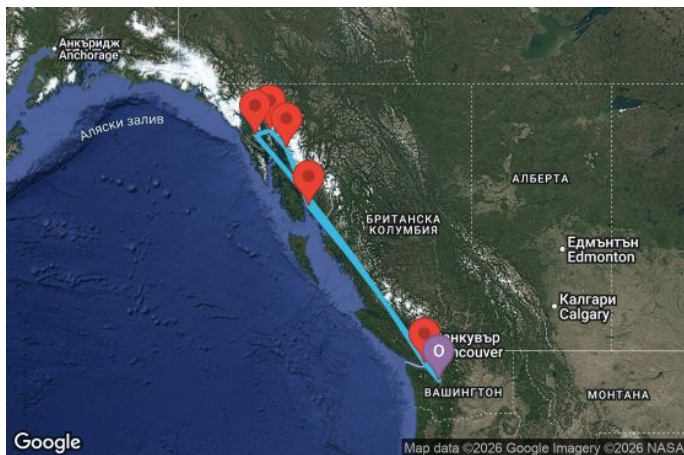 Анкъридж
Anchorage
Аляски залив
АЛБЕРТА
БРИТАНСКА
КОЛУМБИЯ
Едмънтън
Edmonton
Калгари
Calgary
нкувър
ncouver
O
ВАШИНГТОН
МОНТАНА
Google
Map data ©2026 Google Imagery ©2026 NASA